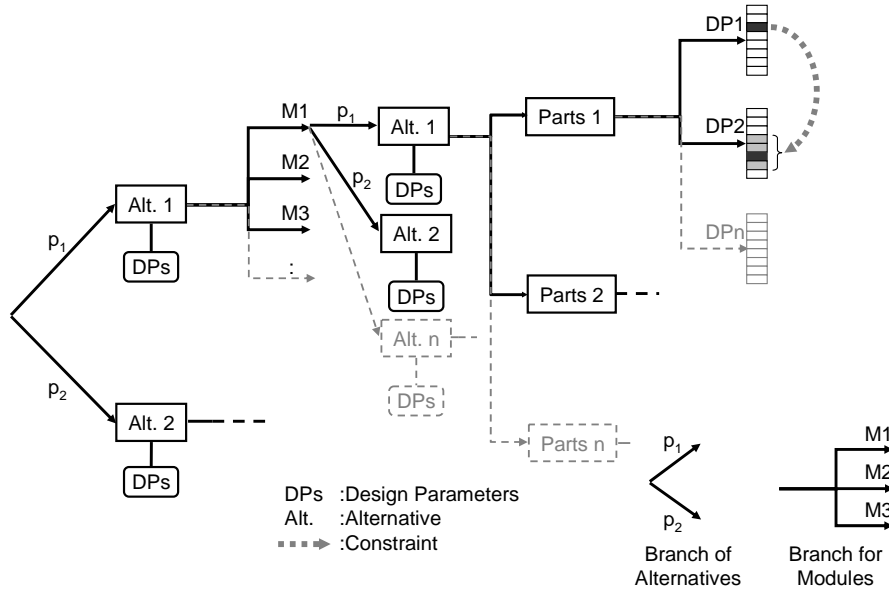 DP1
M1
p1
Alt. 1
Parts 1
DP2
M2
p2
DPs
Alt. 1
M3
Alt. 2
DPn
p1
DPs
:
DPs
Parts 2
Alt. n
p2
DPs
Alt. 2
Parts n
p1
M1
DPs
M2
DPs :Design Parameters
p2
M3
Alt. :Alternative
:Constraint
Branch of
Alternatives
Branch for
Modules